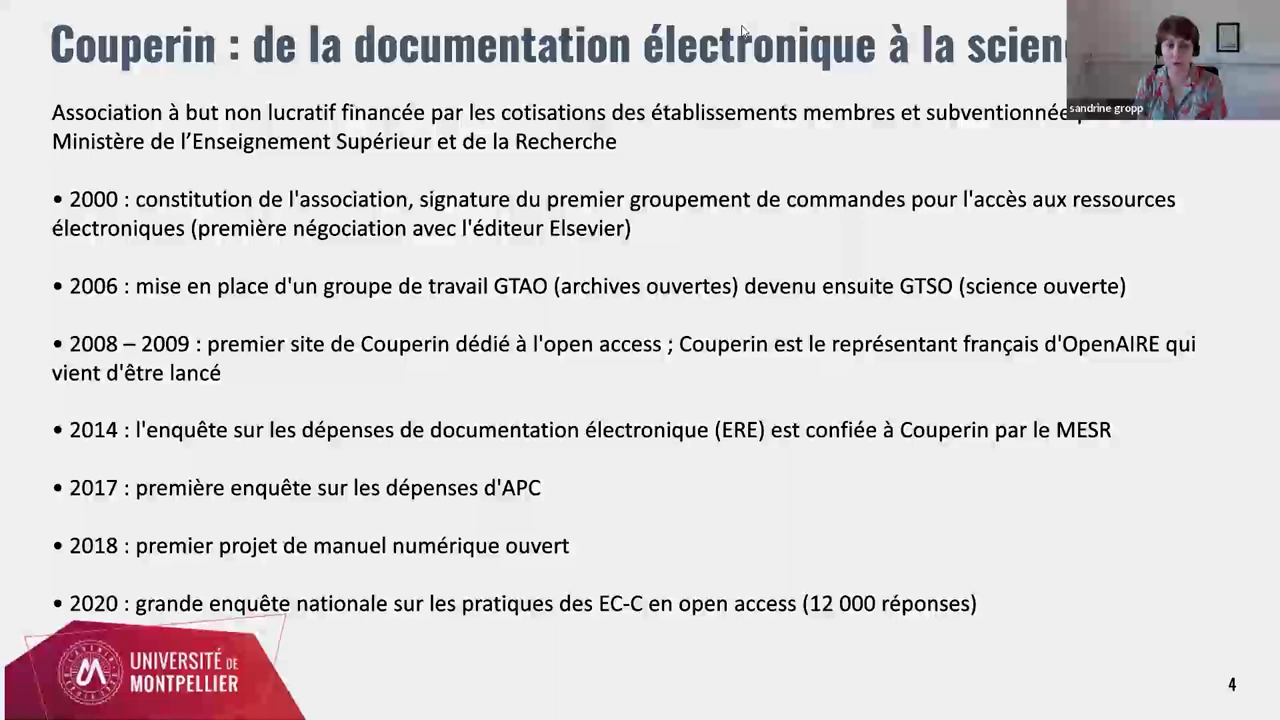 Couperin : de la documentation électronique à la scien
sandrine gropp
Association à but non lucratif financée par les cotisations des établissements membres et subventionnée
Ministère de l’Enseignement Supérieur et de la Recherche
• 2000 : constitution de l'association, signature du premier groupement de commandes pour l'accès aux ressources
électroniques (première négociation avec l'éditeur Elsevier)
• 2006 : mise en place d'un groupe de travail GTAO (archives ouvertes) devenu ensuite GTSO (science ouverte)
• 2008 – 2009 : premier site de Couperin dédié à l'open access ; Couperin est le représentant français d'OpenAIRE qui
vient d'être lancé
• 2014 : l'enquête sur les dépenses de documentation électronique (ERE) est confiée à Couperin par le MESR
• 2017 : première enquête sur les dépenses d'APC
• 2018 : premier projet de manuel numérique ouvert
• 2020 : grande enquête nationale sur les pratiques des EC-C en open access (12 000 réponses)
UNIVERSITÉ DE
MONTPELLIER
4